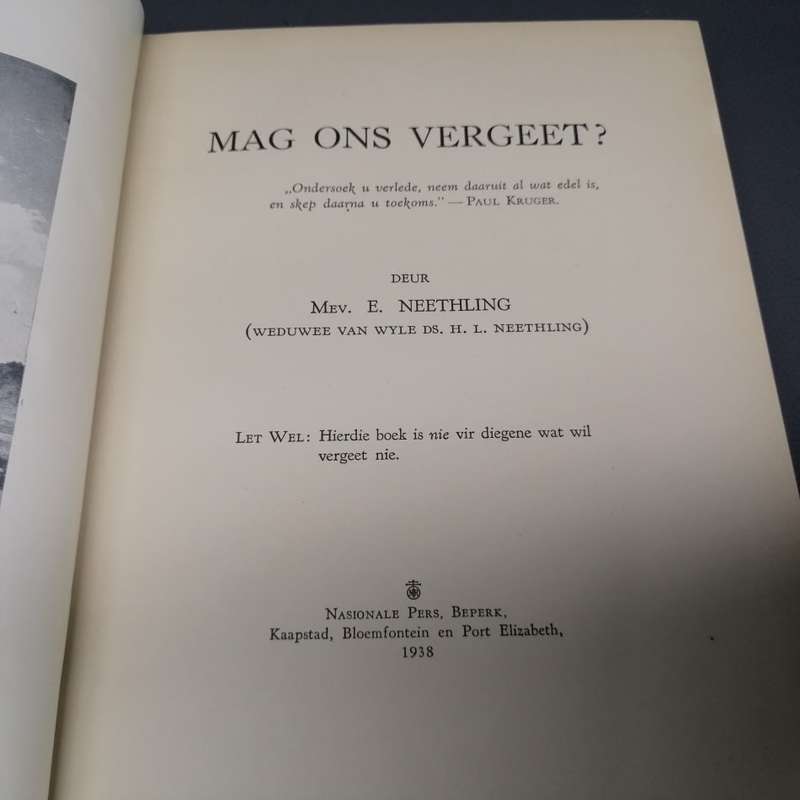 MAG ONS VERGEET?
„Ondersoek u verlede, neem daaruit al wat edel is,
en skep daarna u toekoms.” — PAUL KRUGER.
DEUR
MEV. E. NEETHLING
(WEDUWEE VAN WYLE DS. H. L. NEETHLING)
LET WEL: Hierdie boek is nie vir diegene wat wil
vergeet nie.
NASIONALE PERS, BEPERK,
Kaapstad, Bloemfontein en Port Elizabeth,
1938